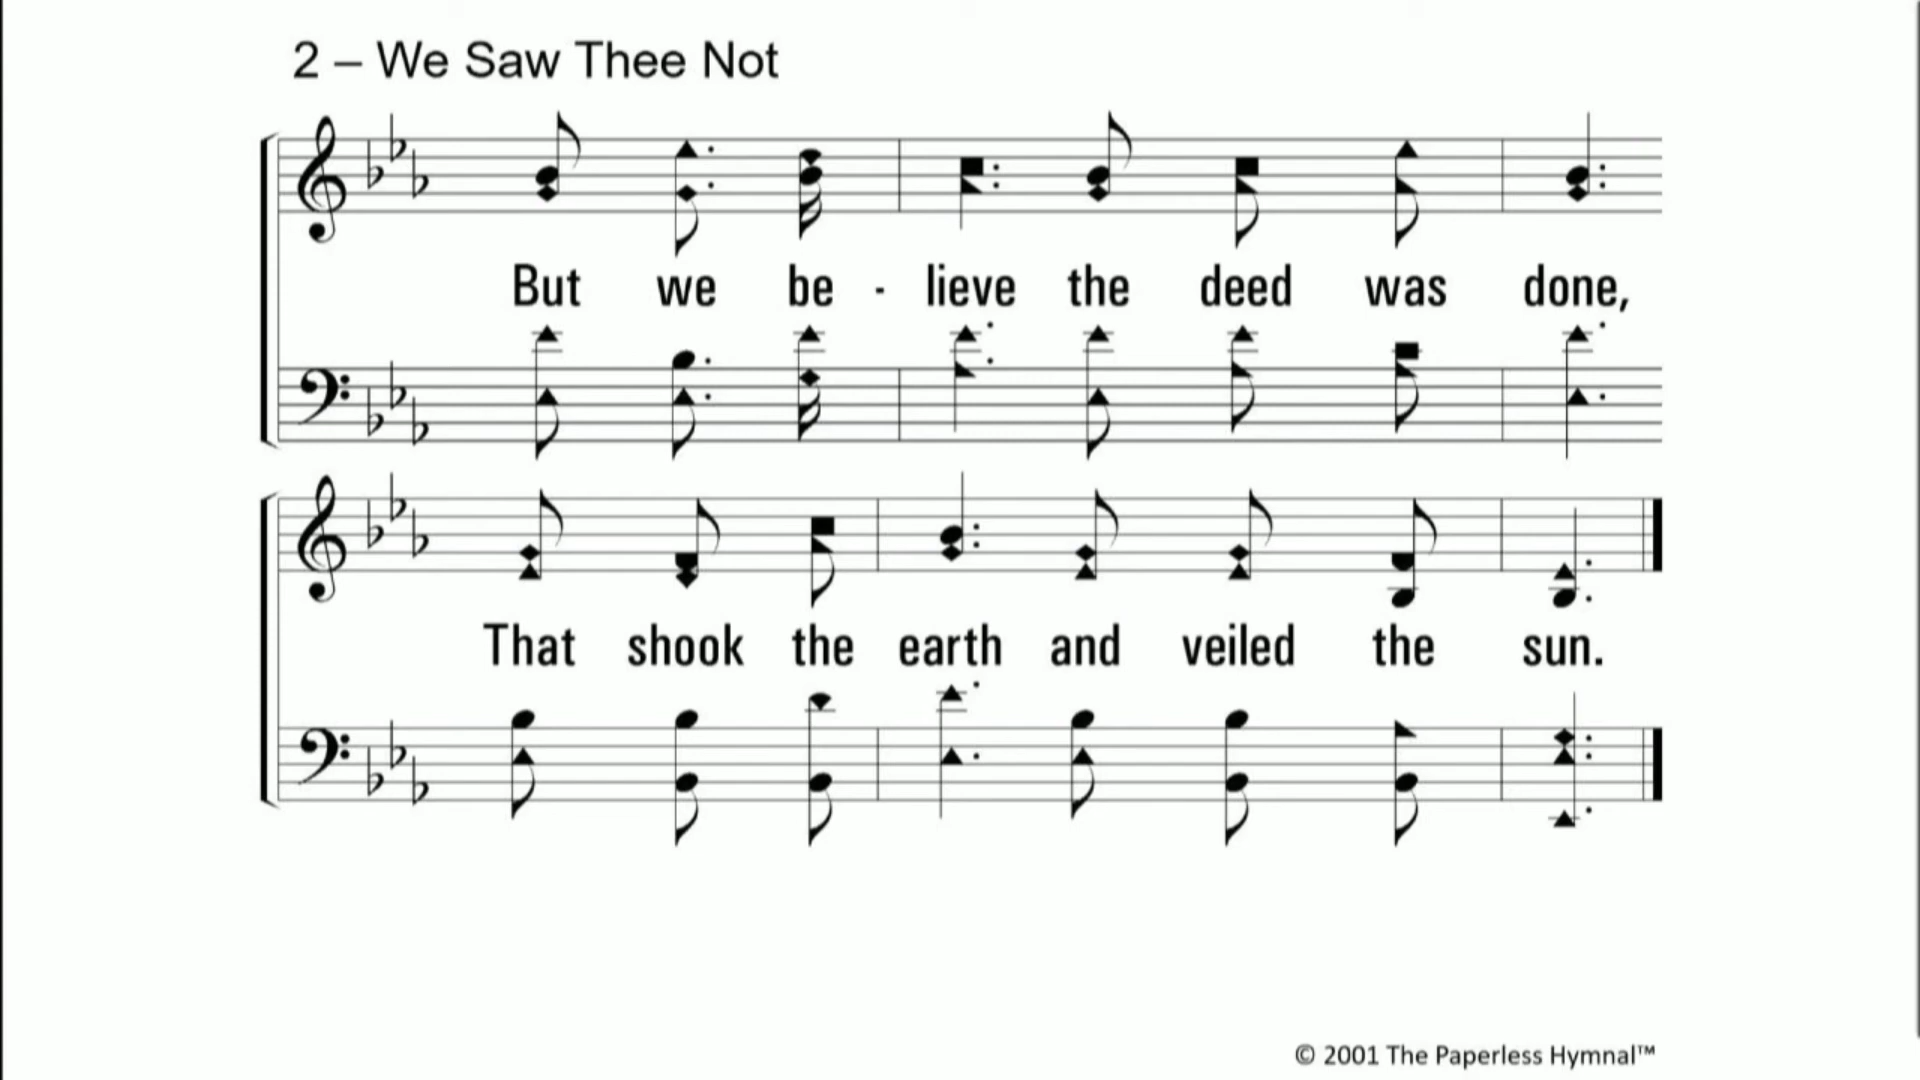 2 – We Saw Thee Not
But we be - lieve the deed was done,
That shook the earth and veiled the sun.
© 2001 The Paperless Hymnal™